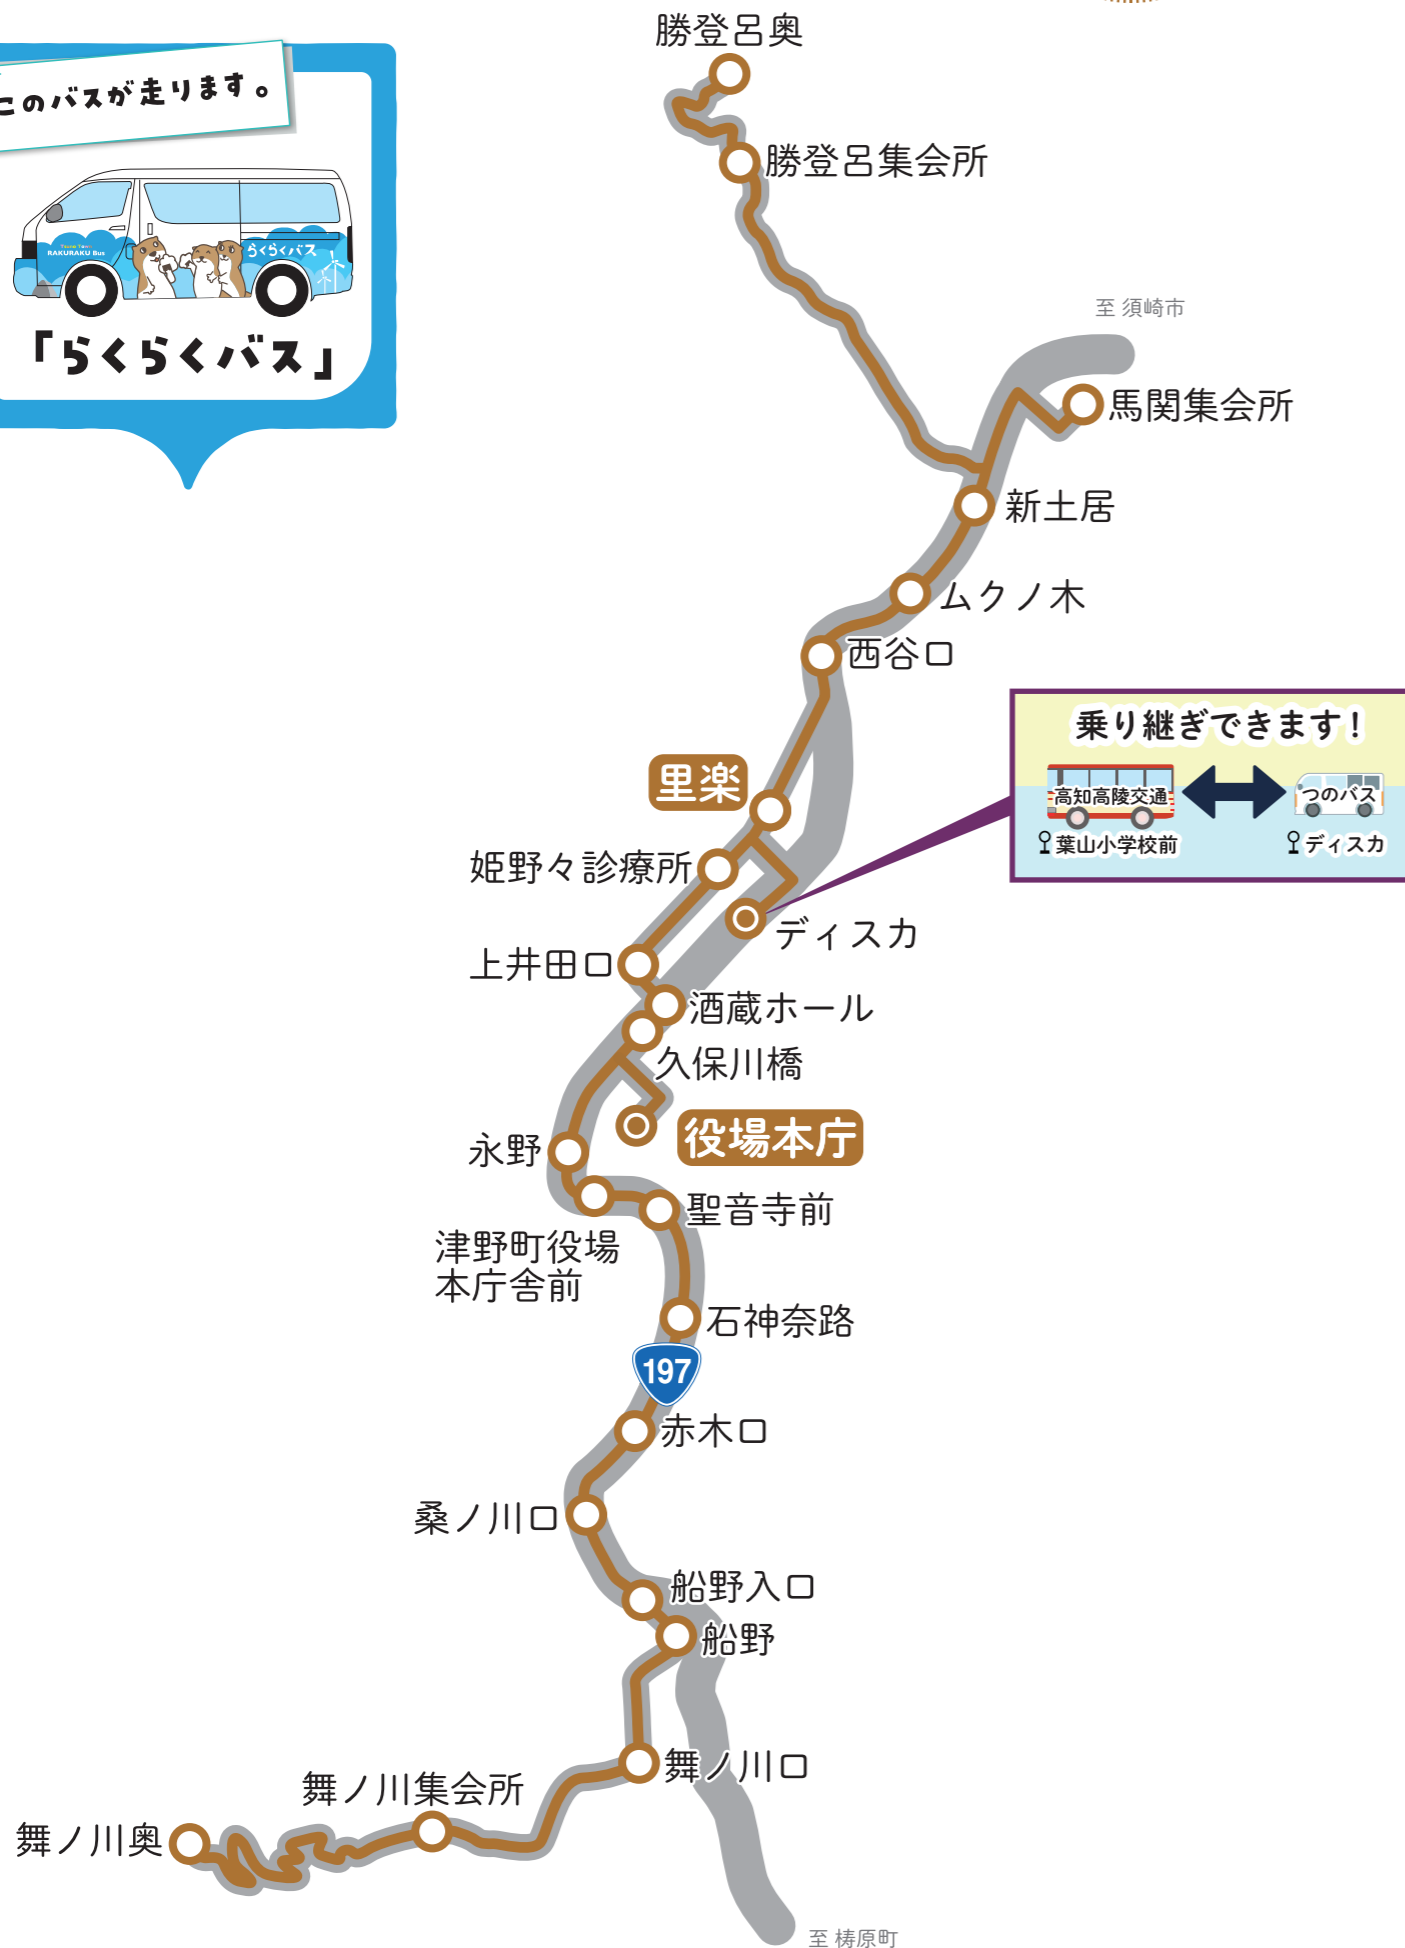 このバスが走ります。
Tsuno Town
RAKURAKU Bus
らくらくバス
「らくらくバス」
勝登呂奥
勝登呂集会所
至 須崎市
馬関集会所
新土居
ムクノ木
西谷口
乗り継ぎできます!
高知高陵交通
つのバス
葉山小学校前
ディスカ
里楽
姫野々診療所
ディスカ
上井田口
酒蔵ホール
久保川橋
役場本庁
永野
聖音寺前
津野町役場
本庁舎前
石神奈路
197
赤木口
桑ノ川口
船野入口
船野
舞ノ川口
舞ノ川集会所
舞ノ川奥
至 梼原町